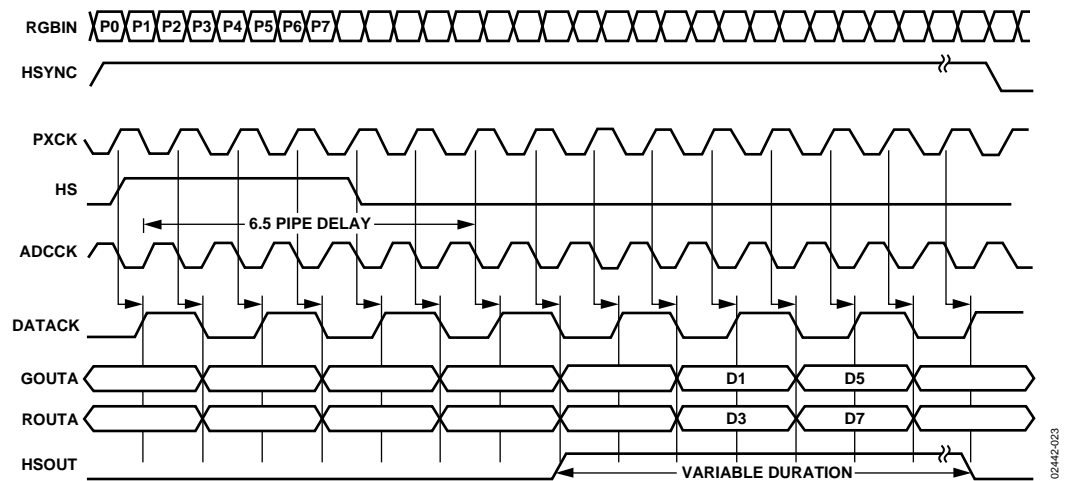 RGBIN P0 P1 P2 P3 P4 P5 P6 P7
HSYNC
PXCK
HS
6.5 PIPE DELAY
ADCCK
DATACK
GOUTA D1 D5
ROUTA D3 D7
HSOUT VARIABLE DURATION
02442-023